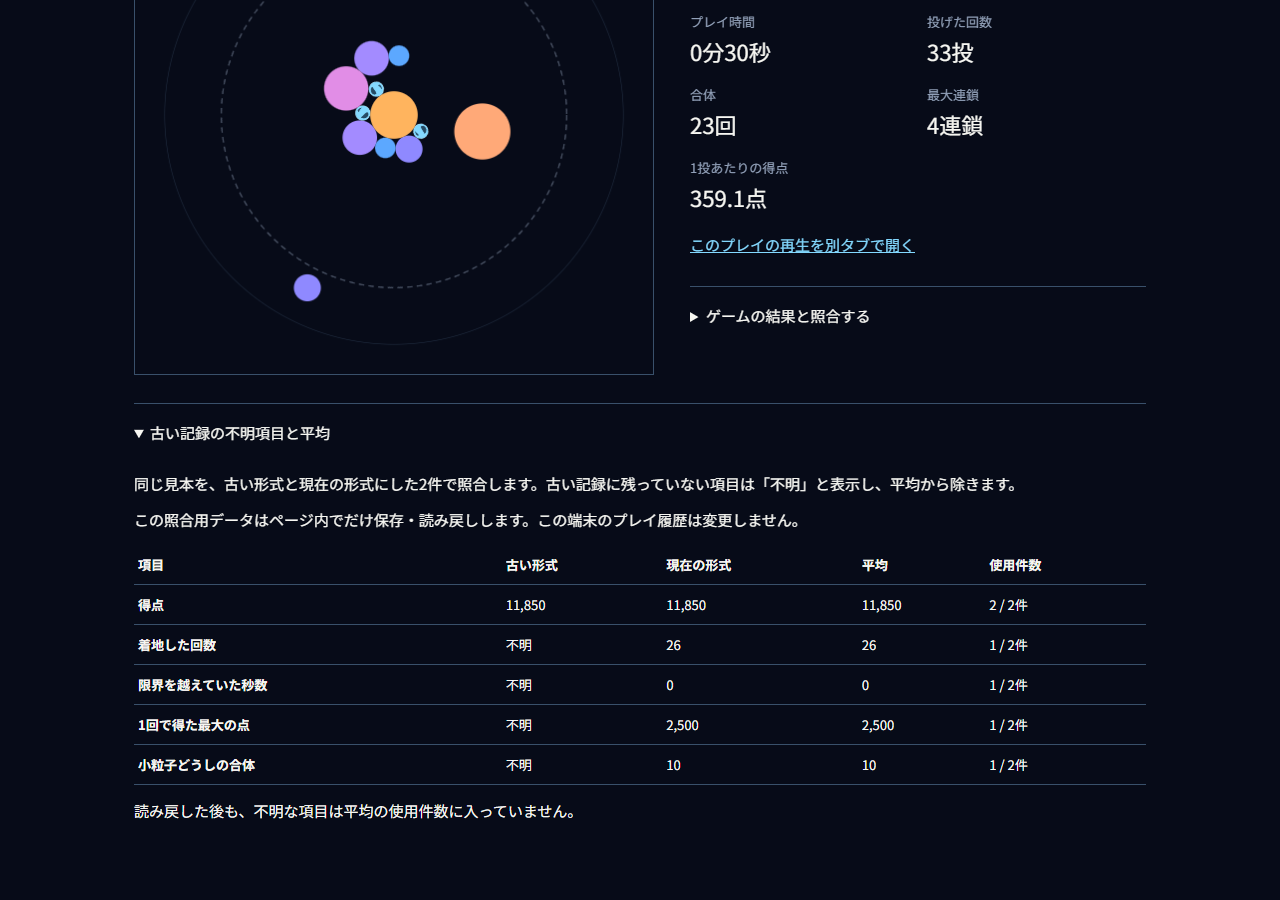 プレイ時間 投げた回数
0分30秒 33投
合体 最大連鎖
23回 4連鎖
1投あたりの得点
359.1点
このプレイの再生を別タブで開く
▶ ゲームの結果と照合する
▼ 古い記録の不明項目と平均
同じ見本を、古い形式と現在の形式にした2件で照合します。古い記録に残っていない項目は「不明」と表示し、平均から除きます。
この照合用データはページ内でだけ保存・読み戻しします。この端末のプレイ履歴は変更しません。
項目 古い形式 現在の形式 平均 使用件数
得点 11,850 11,850 11,850 2 / 2件
着地した回数 不明 26 26 1 / 2件
限界を越えていた秒数 不明 0 0 1 / 2件
1回で得た最大の点 不明 2,500 2,500 1 / 2件
小粒子どうしの合体 不明 10 10 1 / 2件
読み戻した後も、不明な項目は平均の使用件数に入っていません。